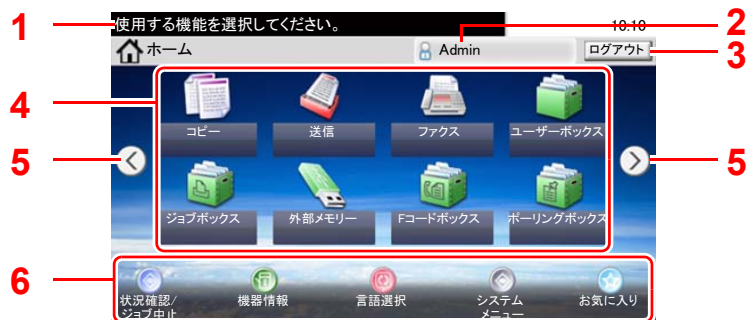 1 使用する機能を選択してください。 10:10 2
ホーム Admin ログアウト 3
4
コピー 送信 ファクス ユーザーボックス
5 5
ジョブボックス 外部メモリー Fコードボックス ポーリングボックス
6
状況確認/
ジョブ中止 機器情報 言語選択 システム
メニュー お気に入り